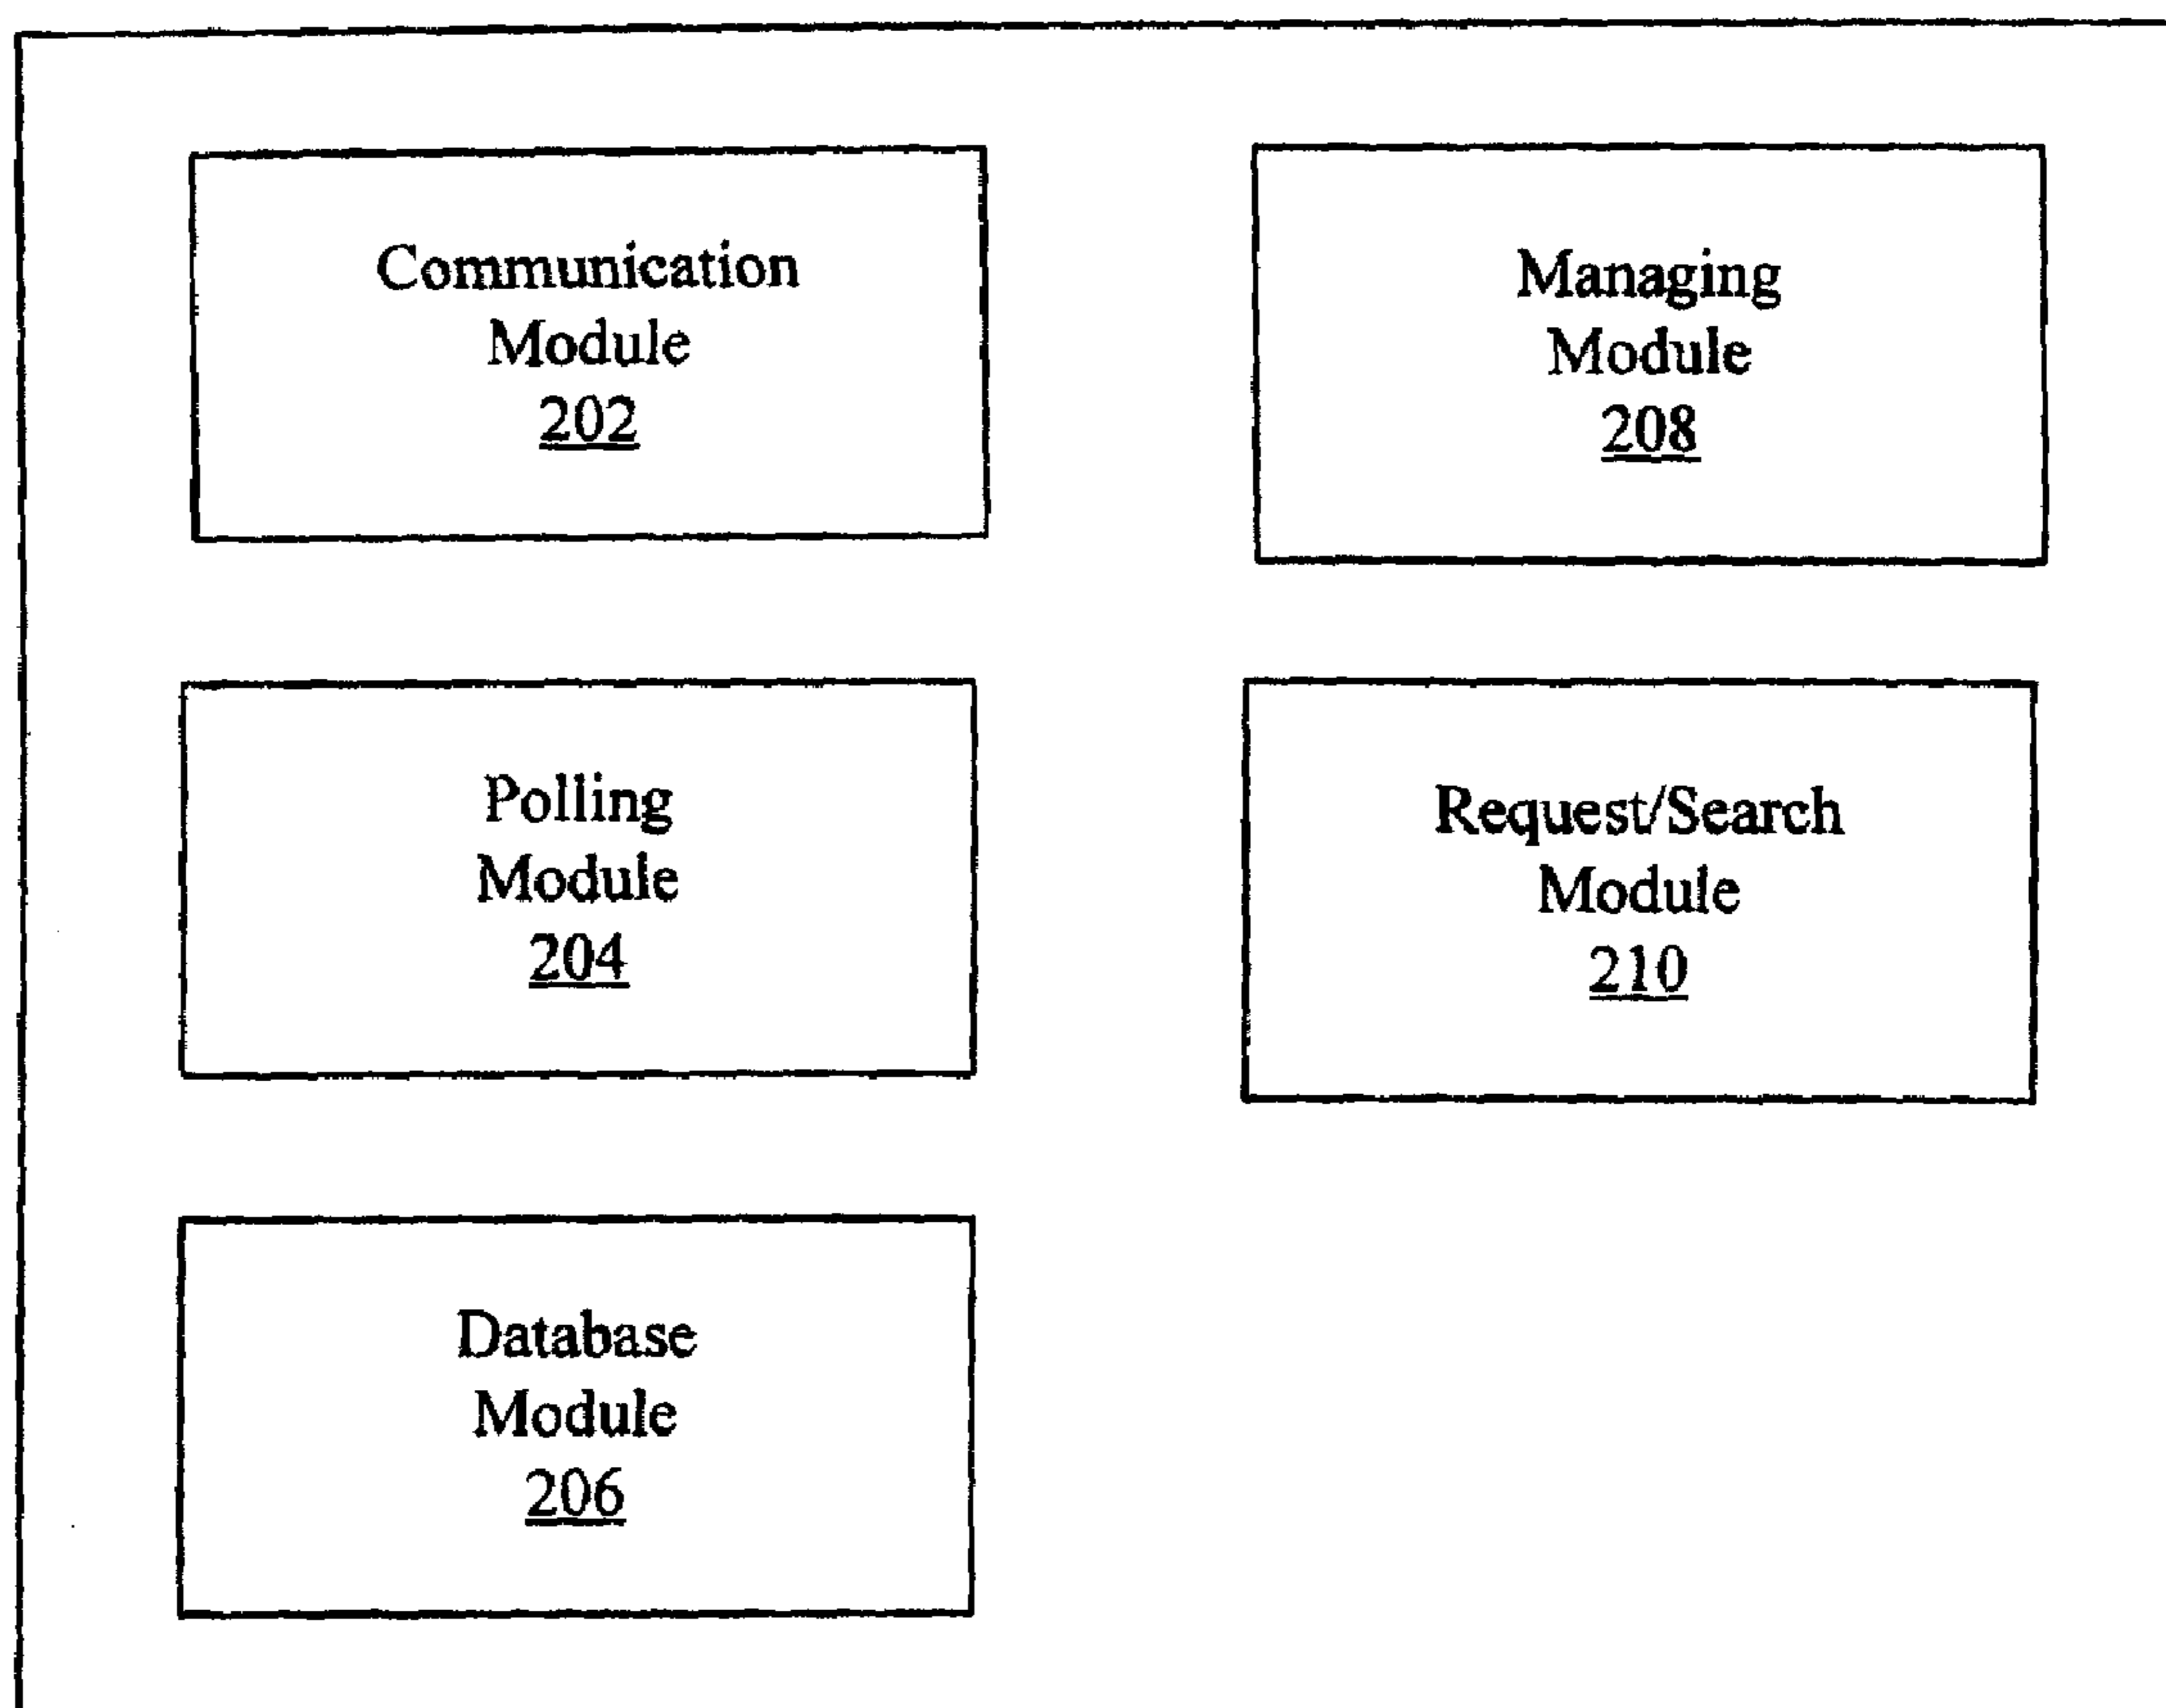 Communication
Module
202
Managing
Module
208
Polling
Module
204
Request/Search
Module
210
Database
Module
206